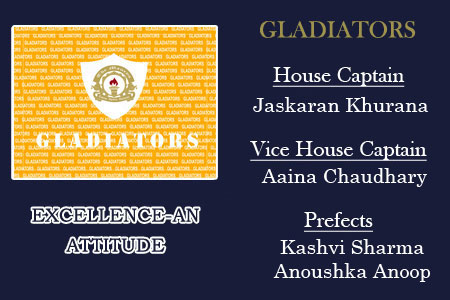 GLADIATORS
EXCELLENCE-AN
ATTITUDE
GLADIATORS
House Captain
Jaskaran Khurana
Vice House Captain
Aaina Chaudhary
Prefects
Kashvi Sharma
Anoushka Anoop